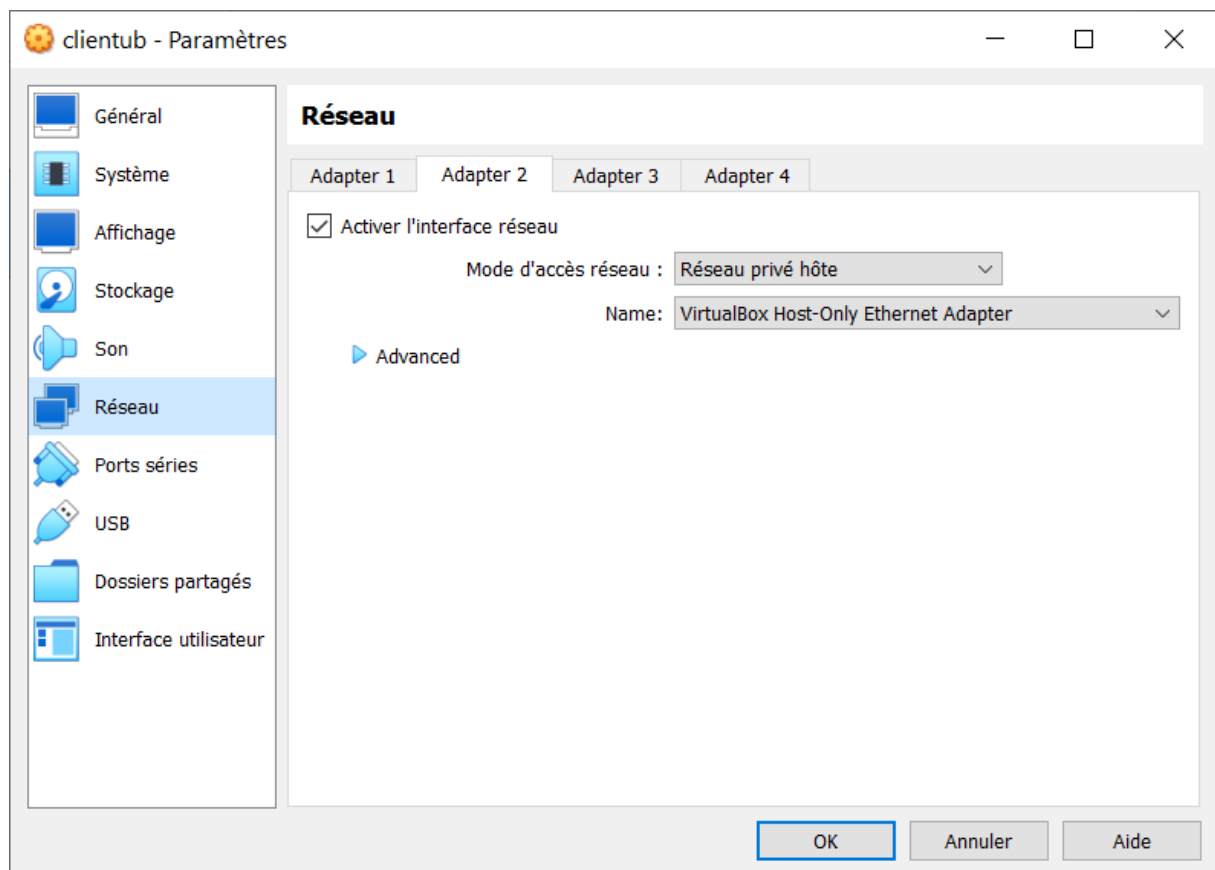 clientub - Paramètres
Général
Système
Affichage
Stockage
Son
Réseau
Ports séries
USB
Dossiers partagés
Interface utilisateur
Réseau
Adapter 1 Adapter 2 Adapter 3 Adapter 4
Activer l'interface réseau
Mode d'accès réseau : Réseau privé hôte
Name: VirtualBox Host-Only Ethernet Adapter
Advanced
OK Annuler Aide